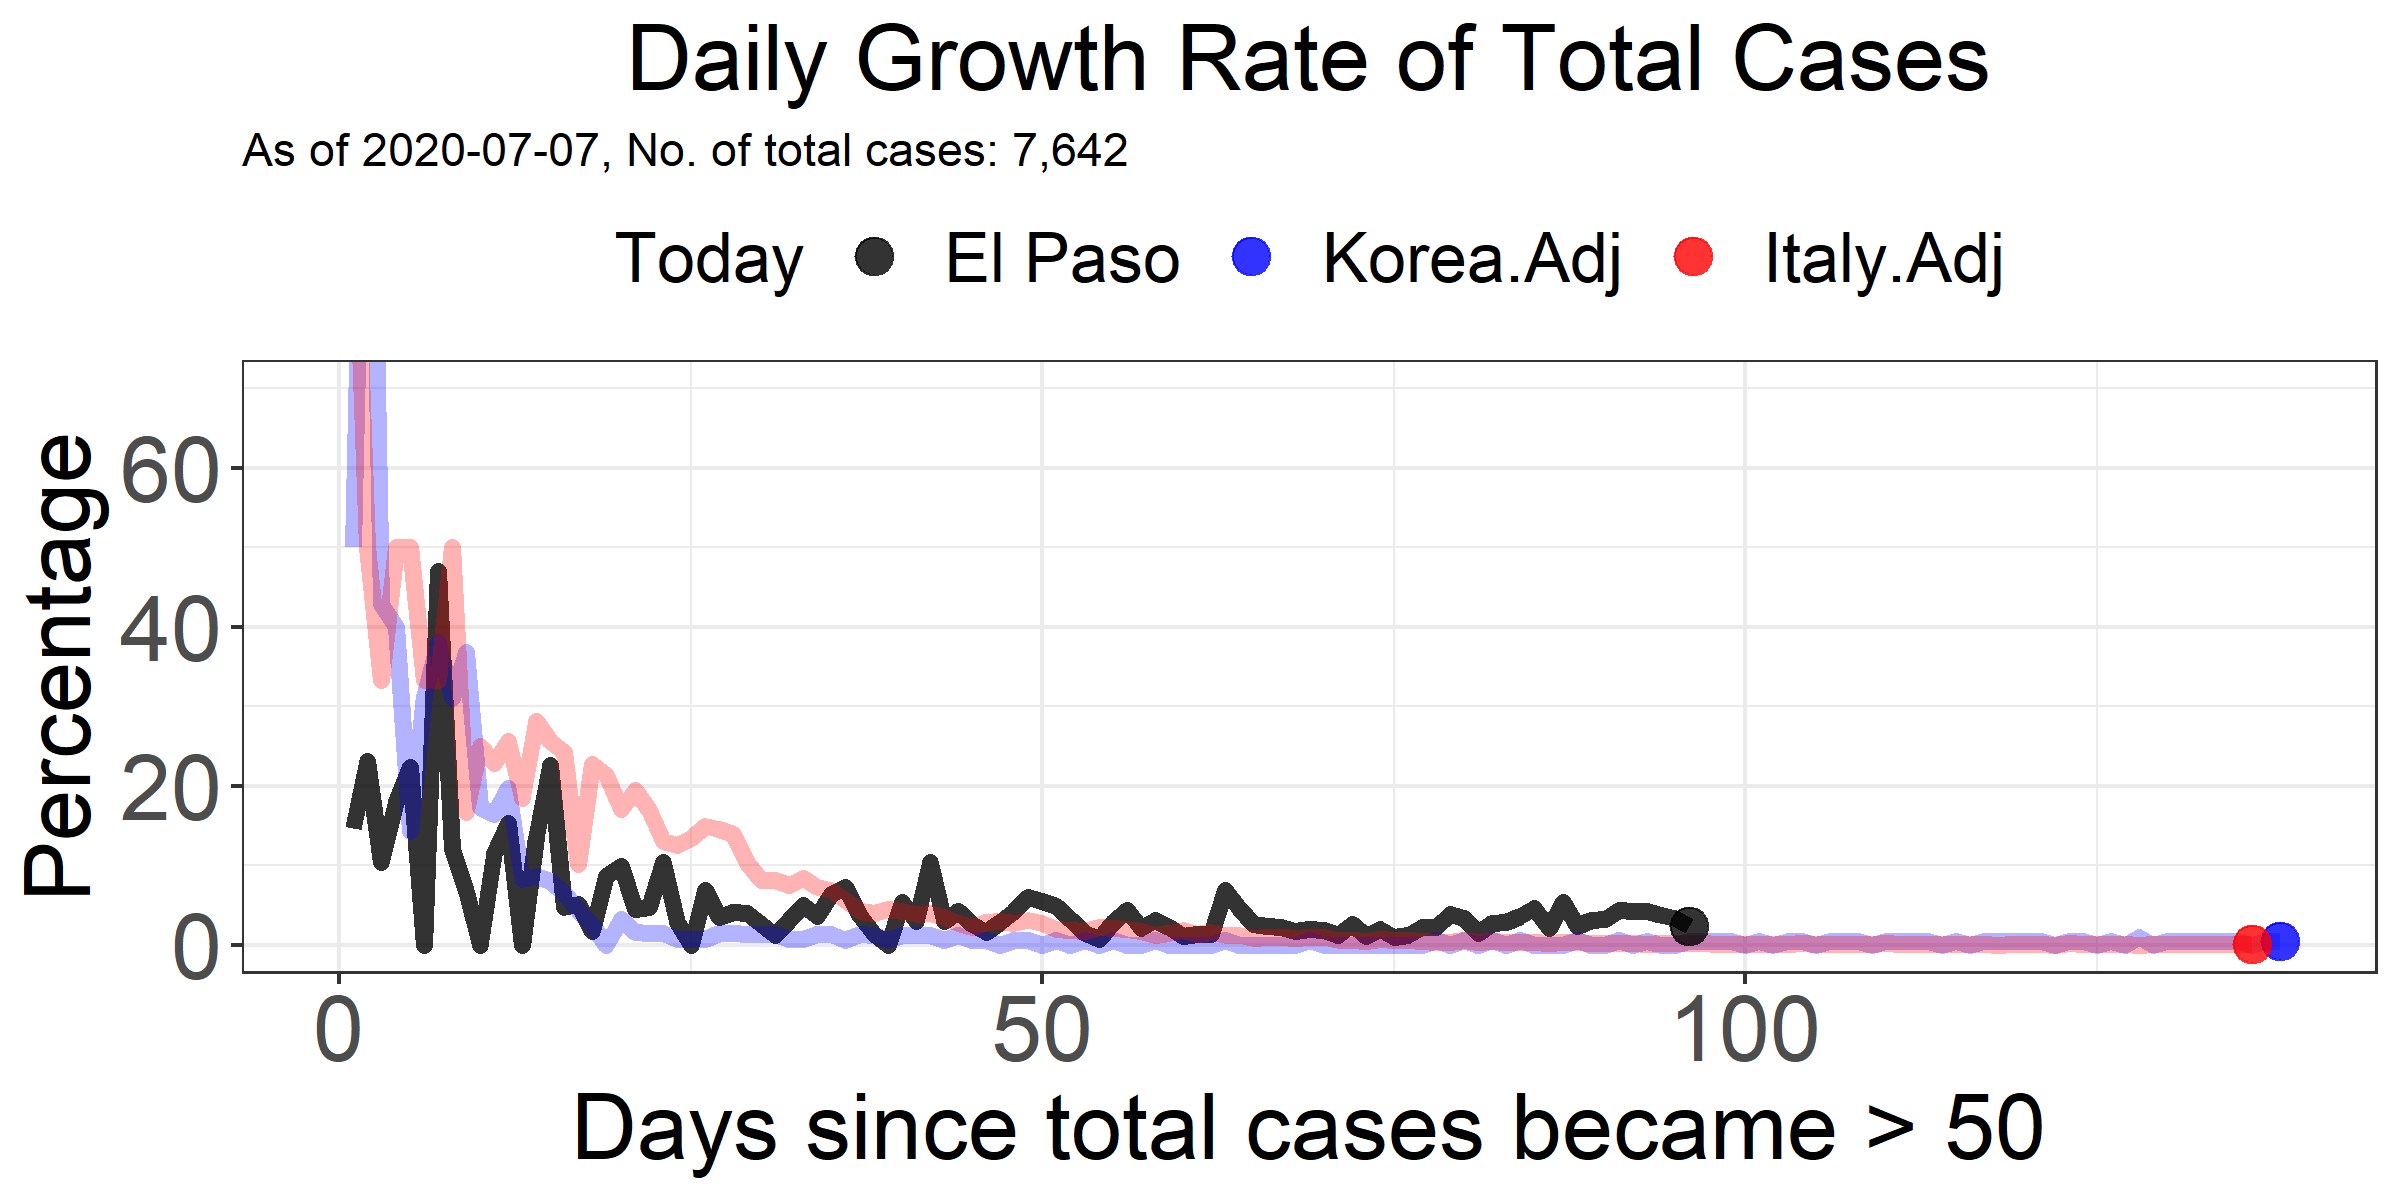 Daily Growth Rate of Total Cases
As of 2020-07-07, No. of total cases: 7,642
Today El Paso Korea.Adj Italy.Adj
Percentage
60
40
20
0
0 50 100
Days since total cases became > 50